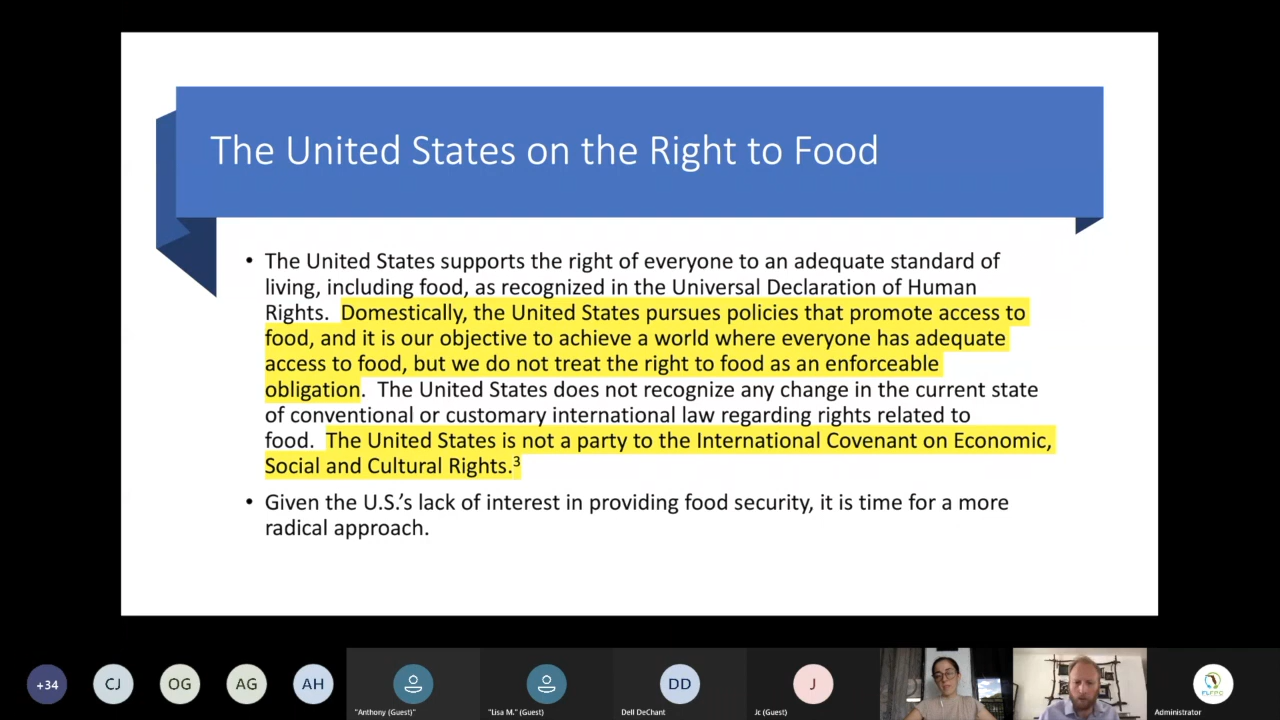 The United States on the Right to Food
• The United States supports the right of everyone to an adequate standard of
living, including food, as recognized in the Universal Declaration of Human
Rights. Domestically, the United States pursues policies that promote access to
food, and it is our objective to achieve a world where everyone has adequate
access to food, but we do not treat the right to food as an enforceable
obligation. The United States does not recognize any change in the current state
of conventional or customary international law regarding rights related to
food. The United States is not a party to the International Covenant on Economic,
Social and Cultural Rights.³
• Given the U.S.'s lack of interest in providing food security, it is time for a more
radical approach.
+34
CJ
OG
AG
AH
"Anthony (Guest)"
"Lisa M." (Guest)
DD
Dell DeChant
J
Jc (Guest)
FLFPC
Administrator